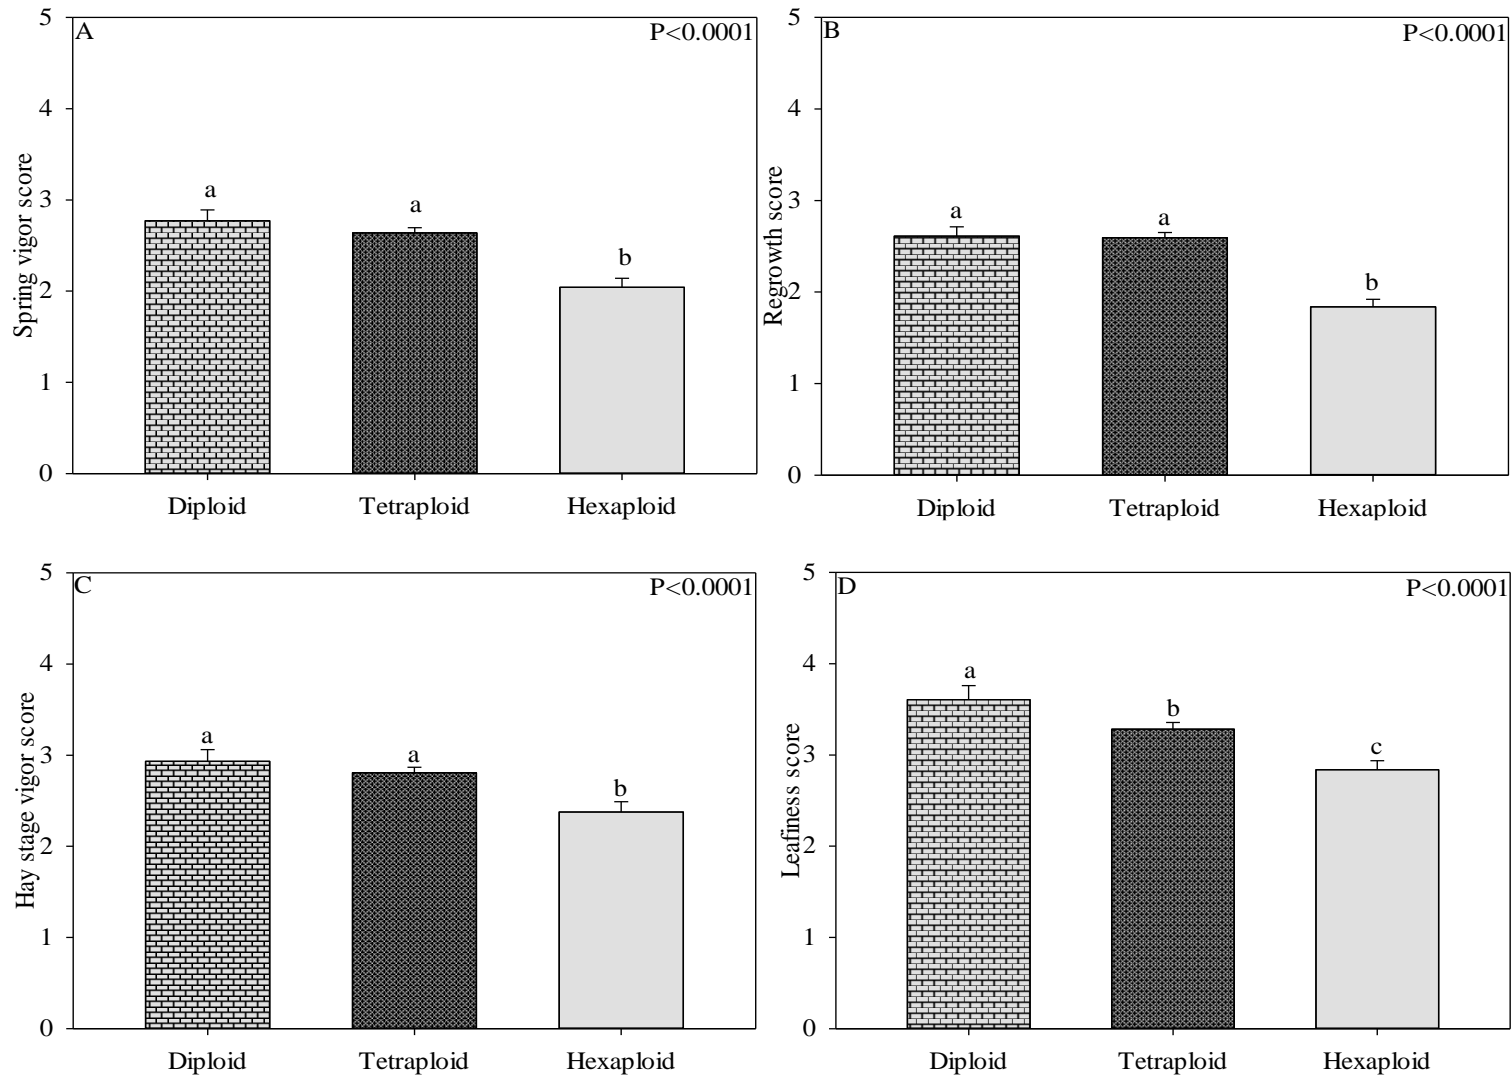 A
P<0.0001
5
4
3
2
1
0
Spring vigor score
a
a
b
Diploid
Tetraploid
Hexaploid
B
P<0.0001
5
4
3
2
1
0
Regrowth score
a
a
b
Diploid
Tetraploid
Hexaploid
C
P<0.0001
5
4
3
2
1
0
Hay stage vigor score
a
a
b
Diploid
Tetraploid
Hexaploid
D
P<0.0001
5
4
3
2
1
0
Leafiness score
a
b
c
Diploid
Tetraploid
Hexaploid